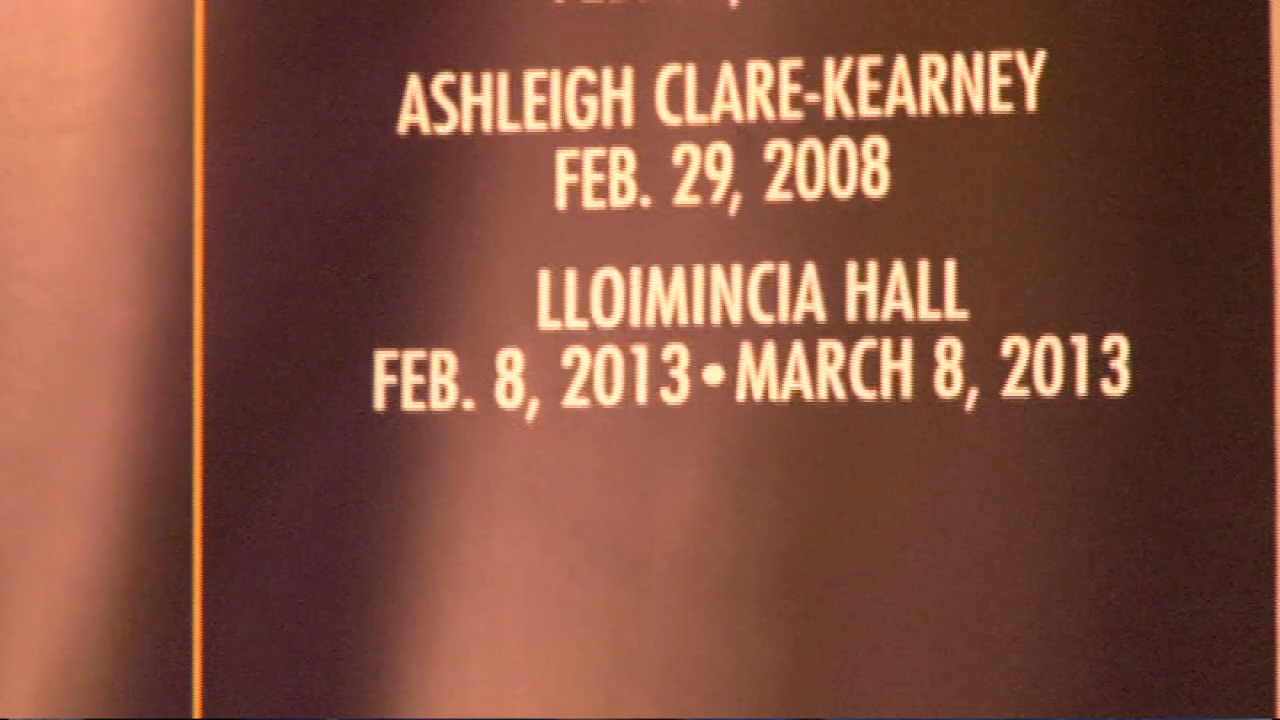 ASHLEIGH CLARE-KEARNEY
FEB. 29, 2008
LLOIMINCIA HALL
FEB. 8, 2013•MARCH 8, 2013